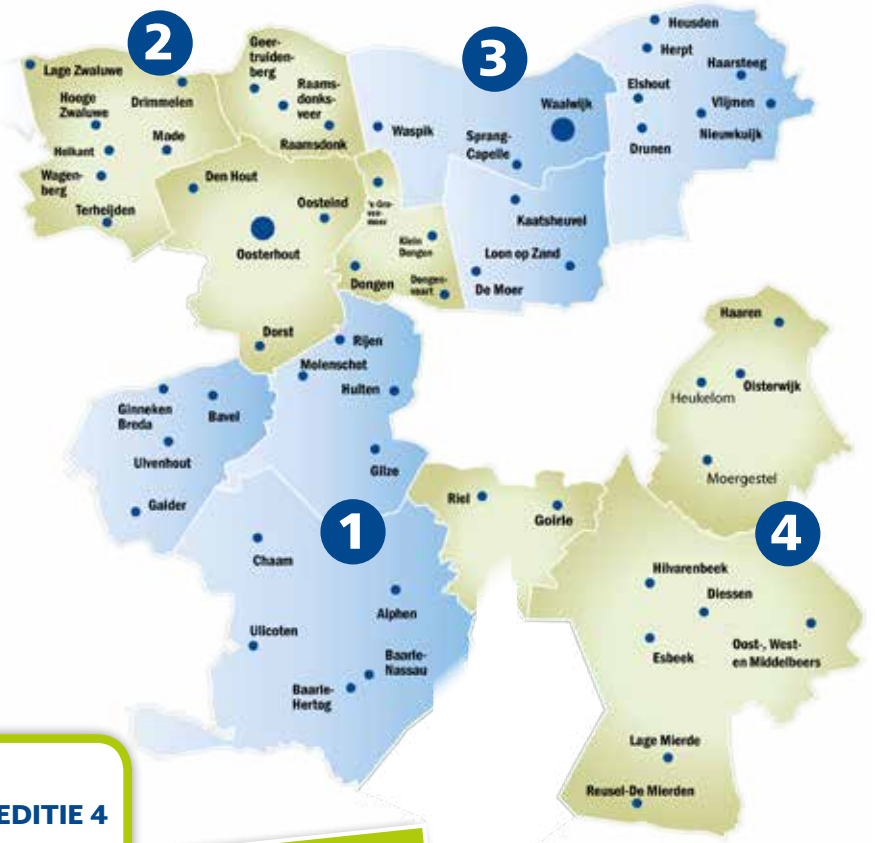 2
Lage Zwaluwe
Hooge
Zwaluwe
Drimmelen
Helkant
Made
Wagen-
berg
Terheijden
Geer-
truiden-
berg
Raams-
donks-
veer
Raamsdonk
Den Hout
Oosteind
Oosterhout
Dorst
's Gra-
ven-
moer
Klein
Dongen
Dongen
Dongen-
vaart
3
Waspik
Waalwijk
Sprang-
Capelle
Kaatsheuvel
Loon op Zand
De Moer
Heusden
Herpt
Haarsteeg
Elshout
Vlijmen
Nieuwkuijk
Drunen
Rijen
Molenschot
Hulten
Gilze
Ginneken
Breda
Bavel
Ulvenhout
Galder
1
Chaam
Alphen
Ulicoten
Baarle-
Nassau
Baarle-
Hertog
Haaren
Oisterwijk
Heukelom
Moergestel
Riel
Goirle
4
Hilvarenbeek
Diessen
Esbeek
Oost-, West-
en Middelbeers
Lage Mierde
Reusel-De Mierden
EDITIE 4